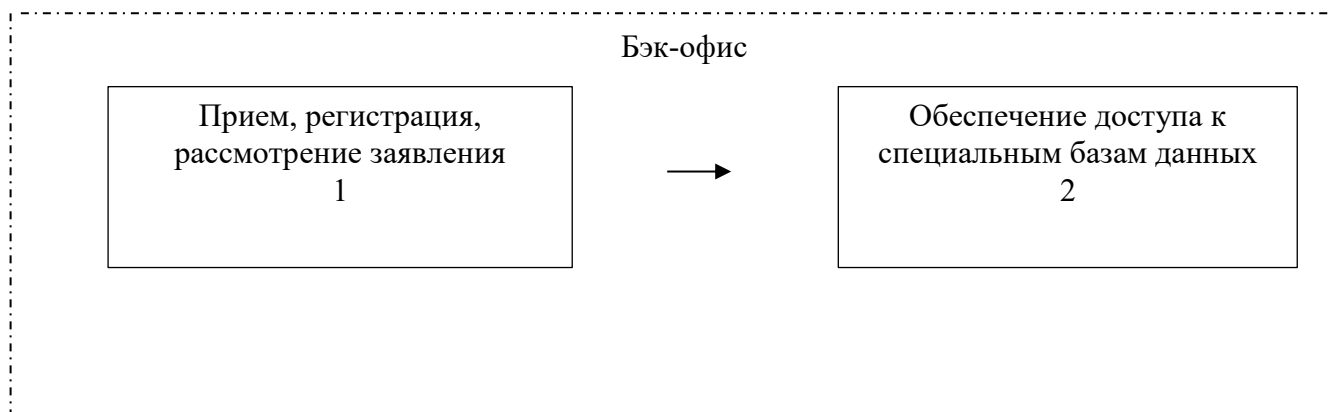 Бэк-офис
Прием, регистрация,
рассмотрение заявления
1
Обеспечение доступа к
специальным базам данных
2